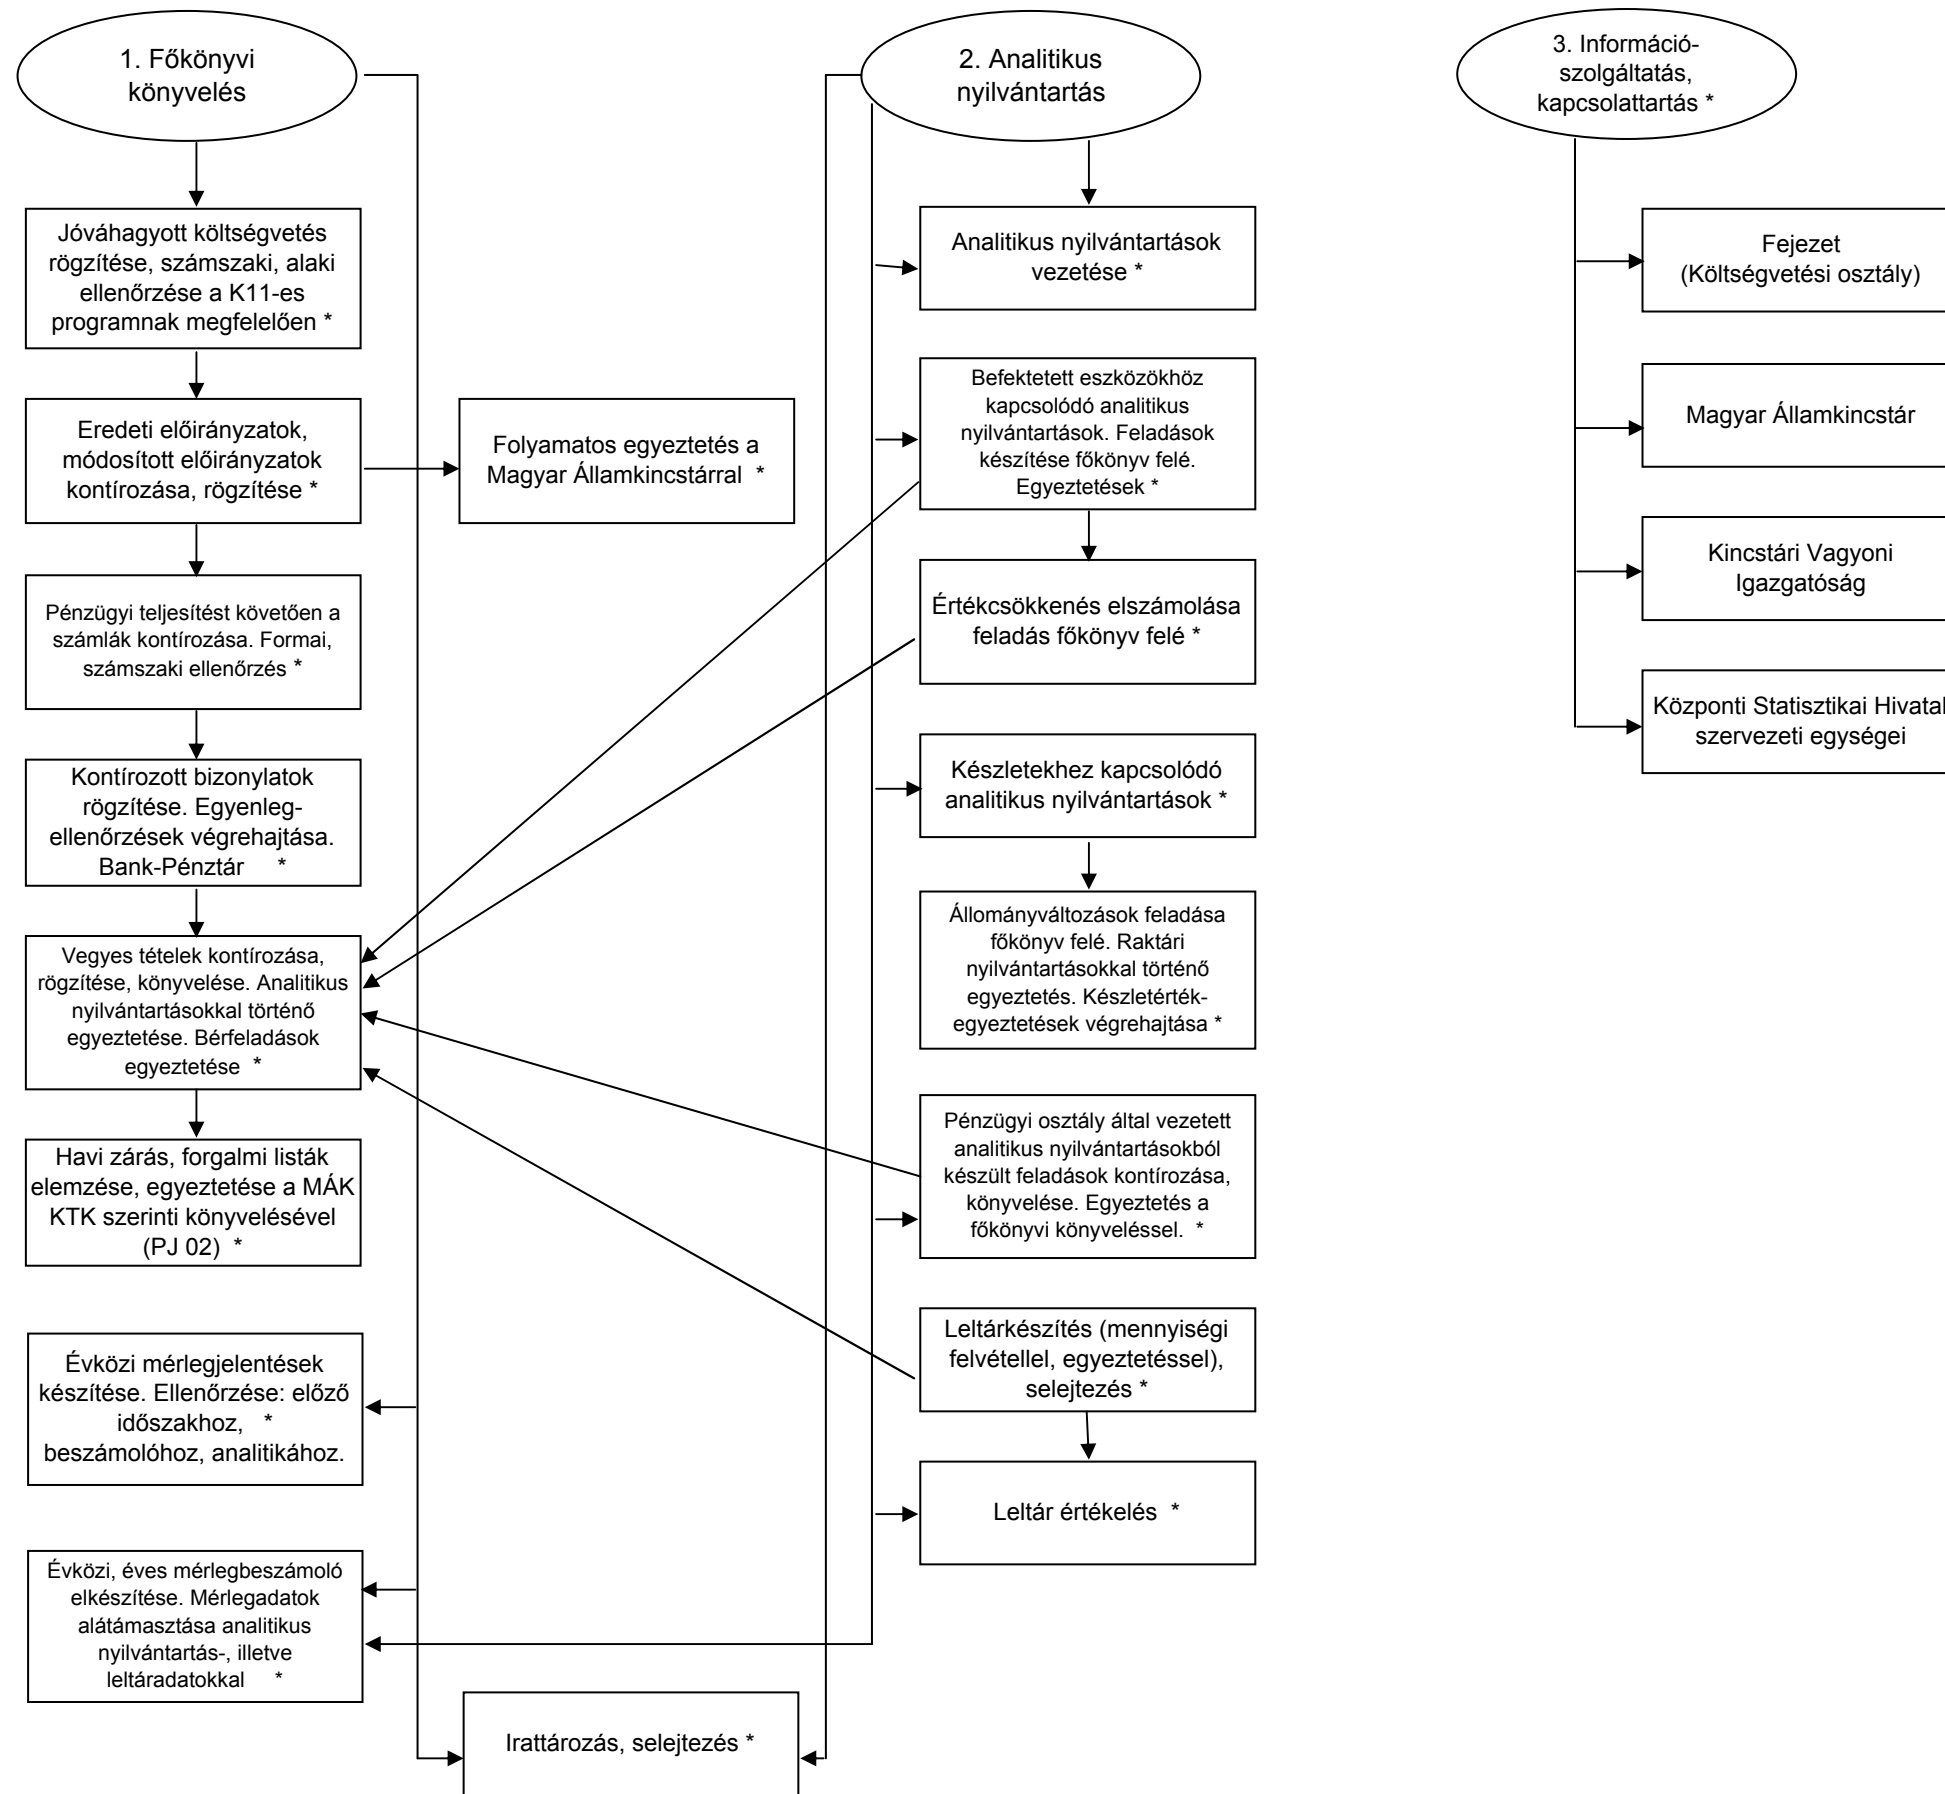 1. Főkönyvi
könyvelés
Jóváhagyott költségvetés
rögzítése, számszaki, alaki
ellenőrzése a K11-es
programnak megfelelően *
Eredeti előirányzatok,
módosított előirányzatok
kontírozása, rögzítése *
Folyamatos egyeztetés a
Magyar Államkincstárral *
Pénzügyi teljesítést követően a
számlák kontírozása. Formai,
számszaki ellenőrzés *
Kontírozott bizonylatok
rögzítése. Egyenleg-
ellenőrzések végrehajtása.
Bank-Pénztár *
Vegyes tételek kontírozása,
rögzítése, könyvelése. Analitikus
nyilvántartásokkal történő
egyeztetése. Bérfeladások
egyeztetése *
Havi zárás, forgalmi listák
elemzése, egyeztetése a MÁK
KTK szerinti könyvelésével
(PJ 02) *
Évközi mérlegjelentések
készítése. Ellenőrzése: előző
időszakhoz, *
beszámolóhoz, analitikához.
Évközi, éves mérlegbeszámoló
elkészítése. Mérlegadatok
alátámasztása analitikus
nyilvántartás-, illetve
leltáradatokkal *
Irattározás, selejtezés *
2. Analitikus
nyilvántartás
Analitikus nyilvántartások
vezetése *
Befektetett eszközökhöz
kapcsolódó analitikus
nyilvántartások. Feladások
készítése főkönyv felé.
Egyeztetések *
Értékcsökkenés elszámolása
feladás főkönyv felé *
Készletekhez kapcsolódó
analitikus nyilvántartások *
Állományváltozások feladása
főkönyv felé. Raktári
nyilvántartásokkal történő
egyeztetés. Készletérték-
egyeztetések végrehajtása *
Pénzügyi osztály által vezetett
analitikus nyilvántartásokból
készült feladások kontírozása,
könyvelése. Egyeztetés a
főkönyvi könyveléssel. *
Leltárkészítés (mennyiségi
felvétellel, egyeztetéssel),
selejtezés *
Leltár értékelés *
3. Információ-
szolgáltatás,
kapcsolattartás *
Fejezet
(Költségvetési osztály)
Magyar Államkincstár
Kincstári Vagyoni
Igazgatóság
Központi Statisztikai Hivatal
szervezeti egységei